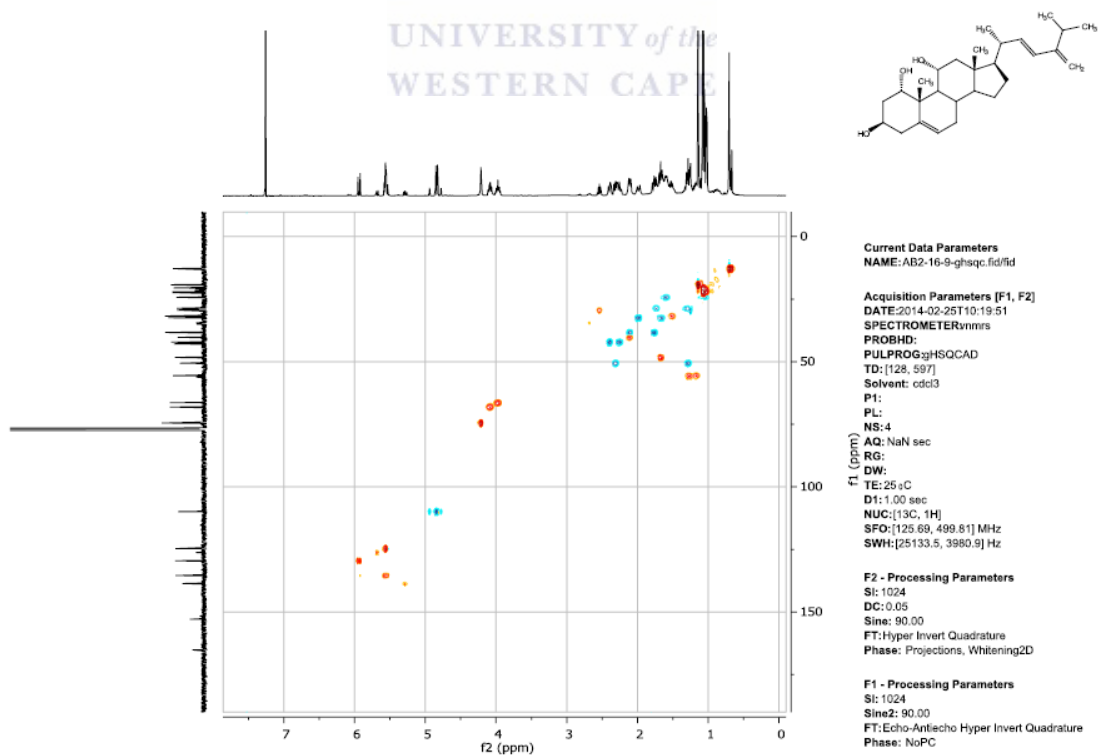 UNIVERSITY of the
WESTERN CAPE
H₃C
CH₃
H₃C
CH₃
HO
CH₂
OH
CH₃
HO
0
50
100
150
f1 (ppm)
7 6 5 4 3 2 1 0
f2 (ppm)
Current Data Parameters
NAME: AB2-16-9-ghsqc.fid/fid
Acquisition Parameters [F1, F2]
DATE:2014-02-25T10:19:51
SPECTROMETER:vnmrs
PROBHD:
PULPROG:gHSQCAD
TD: [128, 597]
Solvent: cdcl3
P1:
PL:
NS: 4
AQ: NaN sec
RG:
DW:
TE: 25 °C
D1: 1.00 sec
NUC: [13C, 1H]
SFO: [125.69, 499.81] MHz
SWH: [25133.5, 3980.9] Hz
F2 - Processing Parameters
SI: 1024
DC: 0.05
Sine: 90.00
FT: Hyper Invert Quadrature
Phase: Projections, Whitening2D
F1 - Processing Parameters
SI: 1024
Sine2: 90.00
FT: Echo-Antiecho Hyper Invert Quadrature
Phase: NoPC